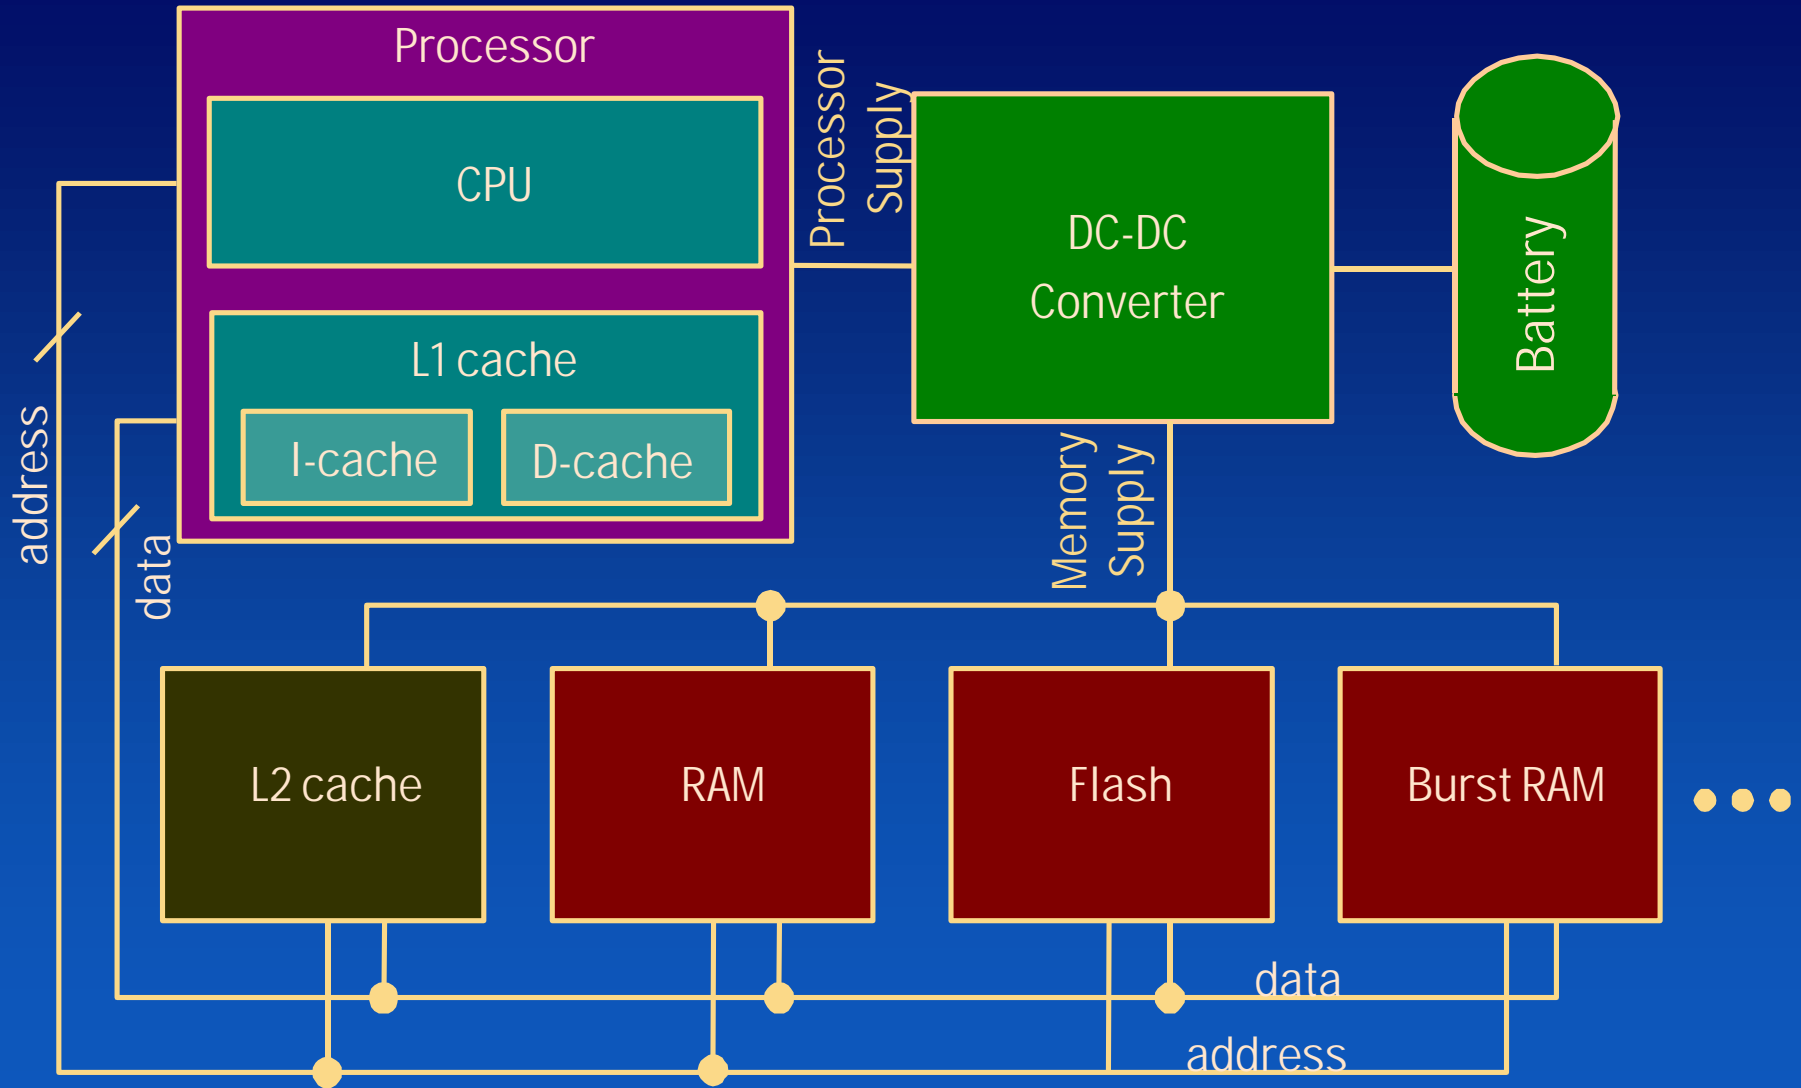 Processor
CPU
L1 cache
I-cache
D-cache
Processor
Supply
DC-DC
Converter
Battery
address
data
Memory
Supply
L2 cache
RAM
Flash
Burst RAM
data
address